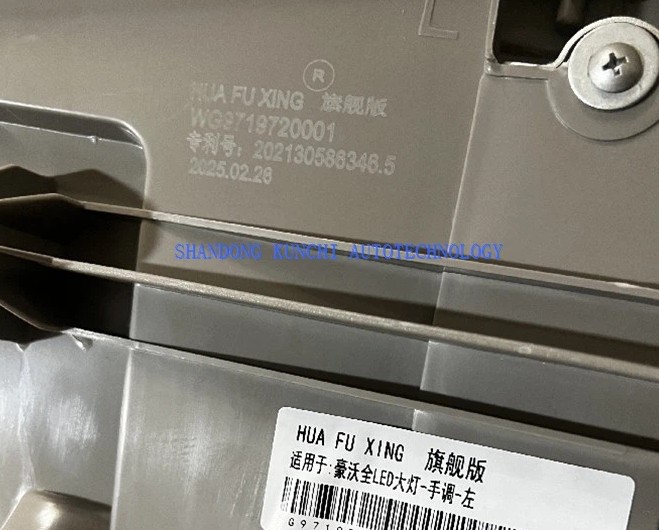 ®
HUA FU XING 旗舰版
WG9719720001
专利号: 202130586346.5
2025.02.26
SHANDONG KUNCHI AUTOTECHNOLOGY
HUA FU XING 旗舰版
适用于:豪沃全LED大灯-手调-左